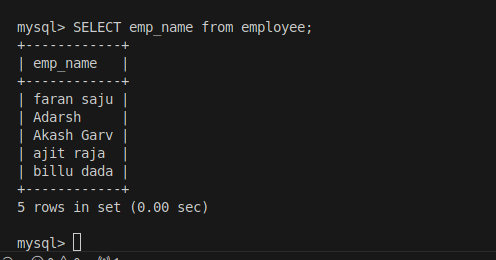 mysql> SELECT emp_name from employee;
+------------+
| emp_name   |
+------------+
| faran saju |
| Adarsh     |
| Akash Garv |
| ajit raja  |
| billu dada |
+------------+
5 rows in set (0.00 sec)
mysql>